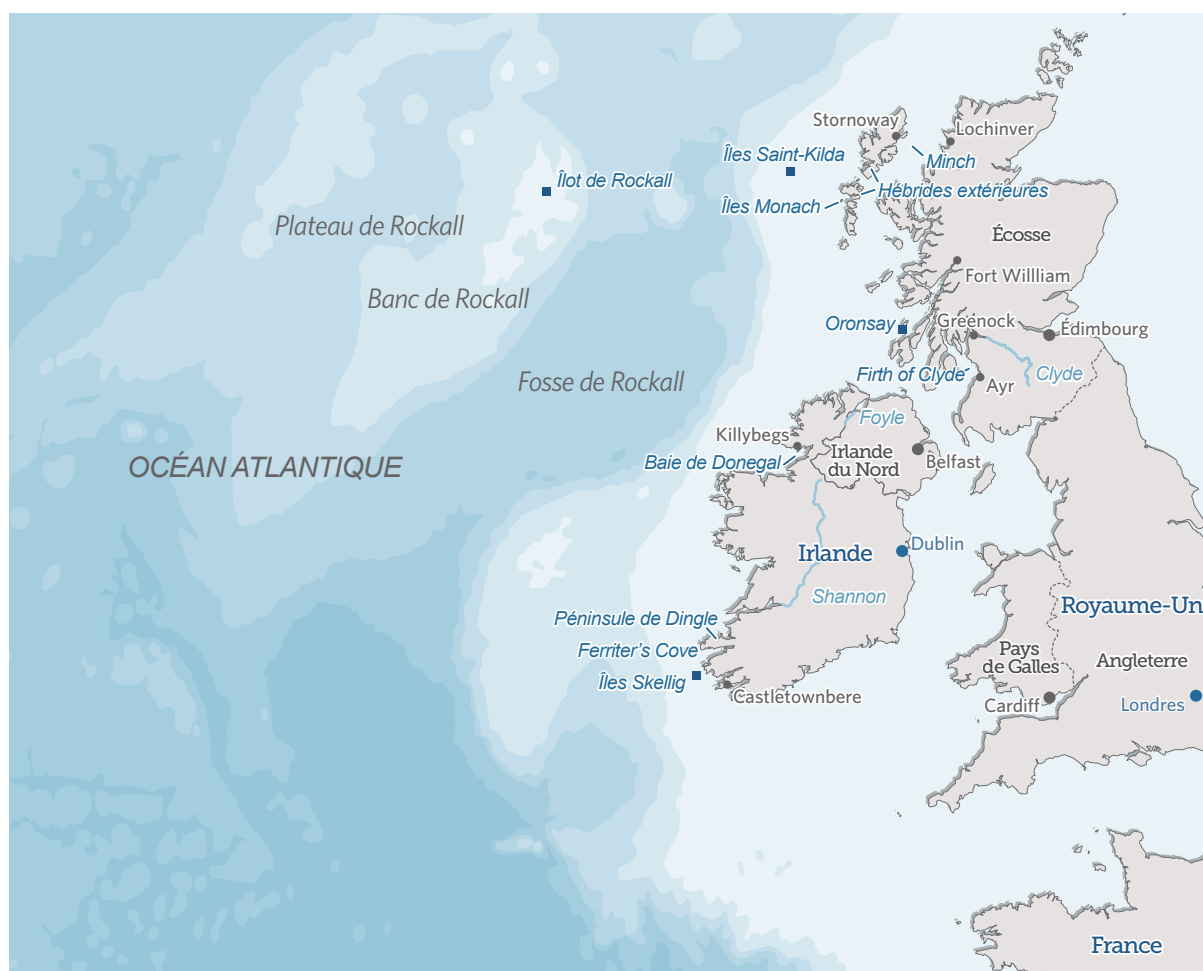 Stornoway
Lochinver
Îles Saint-Kilda
Minch
Îlot de Rockall
Hébrides extérieures
Îles Monach
Plateau de Rockall
Écosse
Fort Willliam
Banc de Rockall
Oronsay
Greenock
Édimbourg
Fosse de Rockall
Firth of Clyde
Clyde
Ayr
Foyle
Killybegs
Irlande
du Nord
Baie de Donegal
Belfast
OCÉAN ATLANTIQUE
Dublin
Irlande
Shannon
Royaume-Un
Péninsule de Dingle
Ferriter's Cove
Pays
de Galles
Angleterre
Îles Skellig
Castletownbere
Cardiff
Londres
France